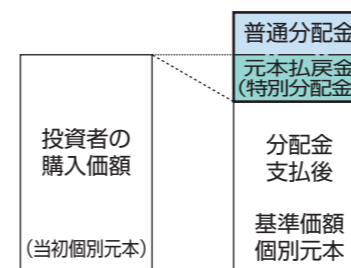 普通分配金
元本払戻金
(特別分配金)
投資者の
購入価額
(当初個別元本)
分配金
支払後
基準価額
個別元本